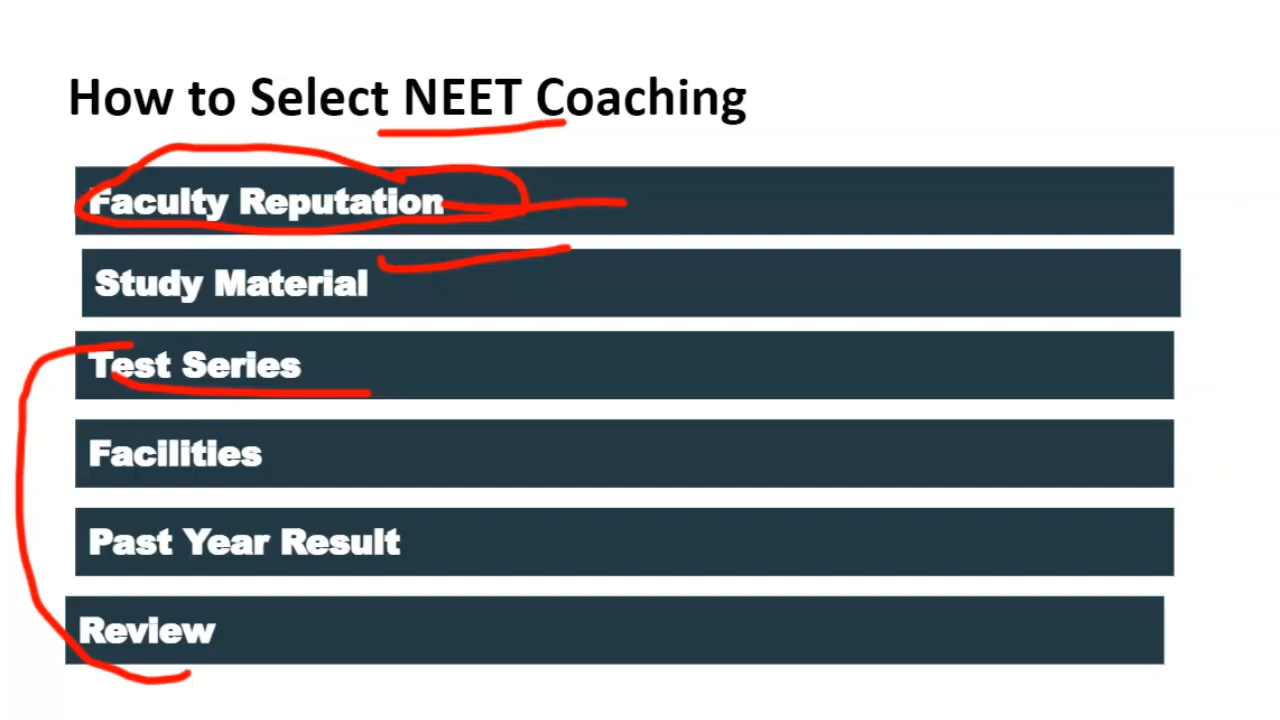 How to Select NEET Coaching
Faculty Reputation
Study Material
Test Series
Facilities
Past Year Result
Review